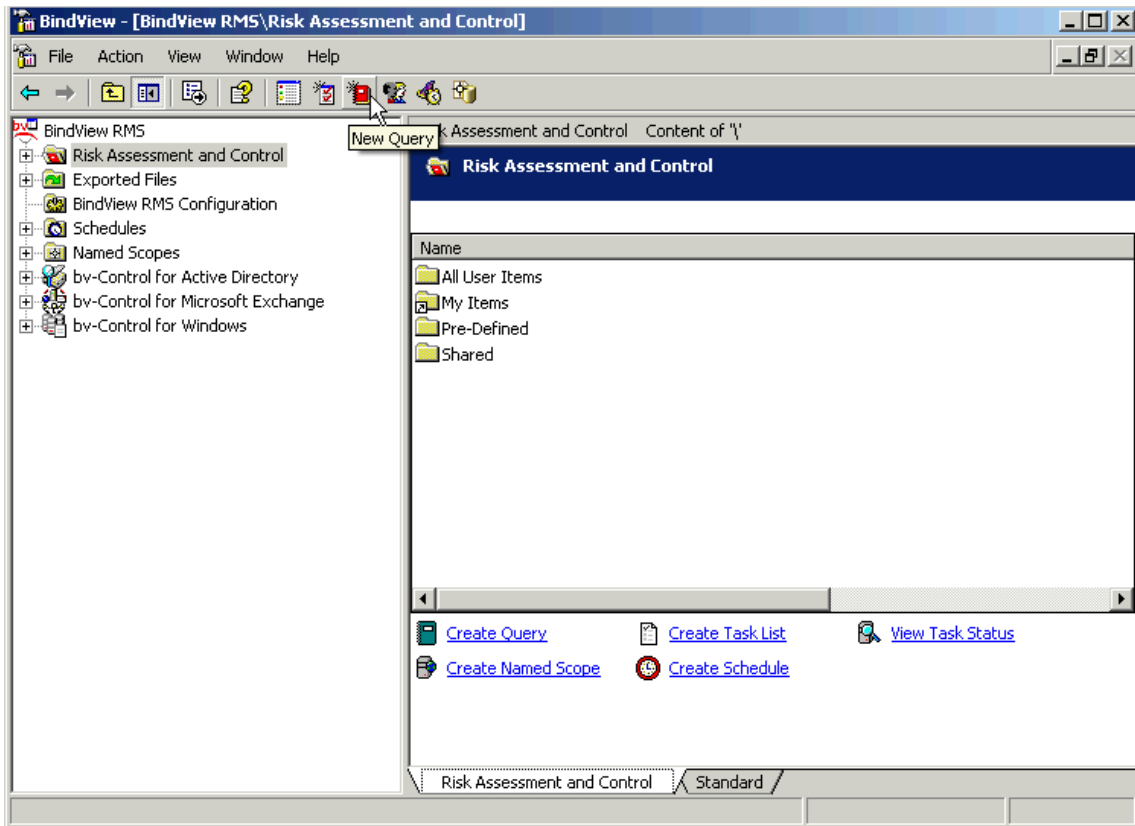 BindView - [BindView RMS\Risk Assessment and Control]
File Action View Window Help
New Query
BindView RMS
Risk Assessment and Control
Exported Files
BindView RMS Configuration
Schedules
Named Scopes
bv-Control for Active Directory
bv-Control for Microsoft Exchange
bv-Control for Windows
k Assessment and Control Content of '\'
Risk Assessment and Control
Name
All User Items
My Items
Pre-Defined
Shared
Create Query Create Task List View Task Status
Create Named Scope Create Schedule
Risk Assessment and Control Standard